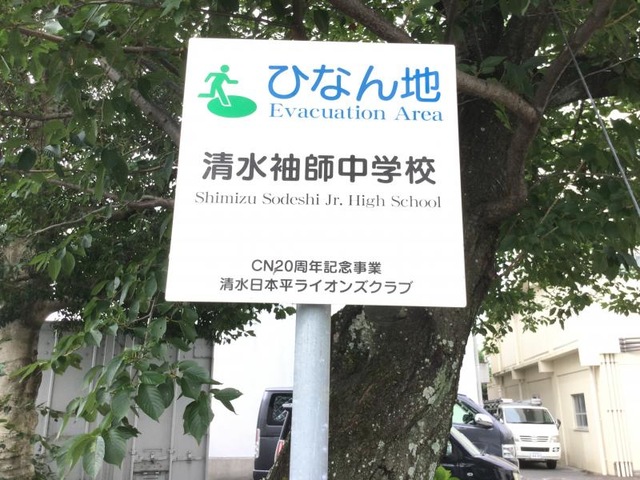 ひなん地
Evacuation Area
清水袖師中学校
Shimizu Sodeshi Jr. High School
CN20周年記念事業
清水日本平ライオンズクラブ